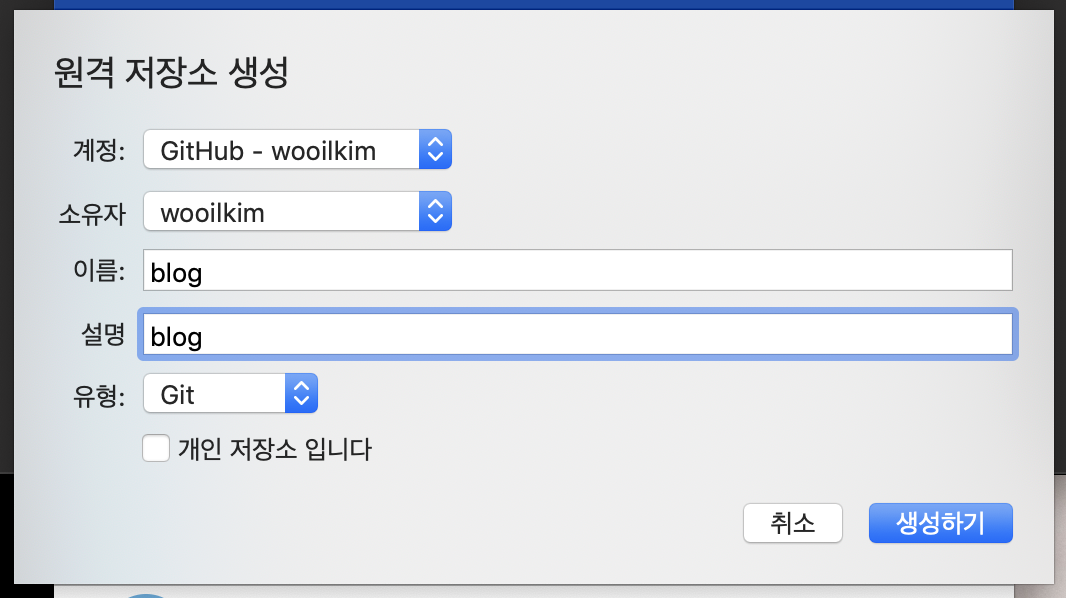 원격 저장소 생성
계정: GitHub - wooilkim
소유자 wooilkim
이름: blog
설명 blog
유형: Git
개인 저장소 입니다
취소 생성하기